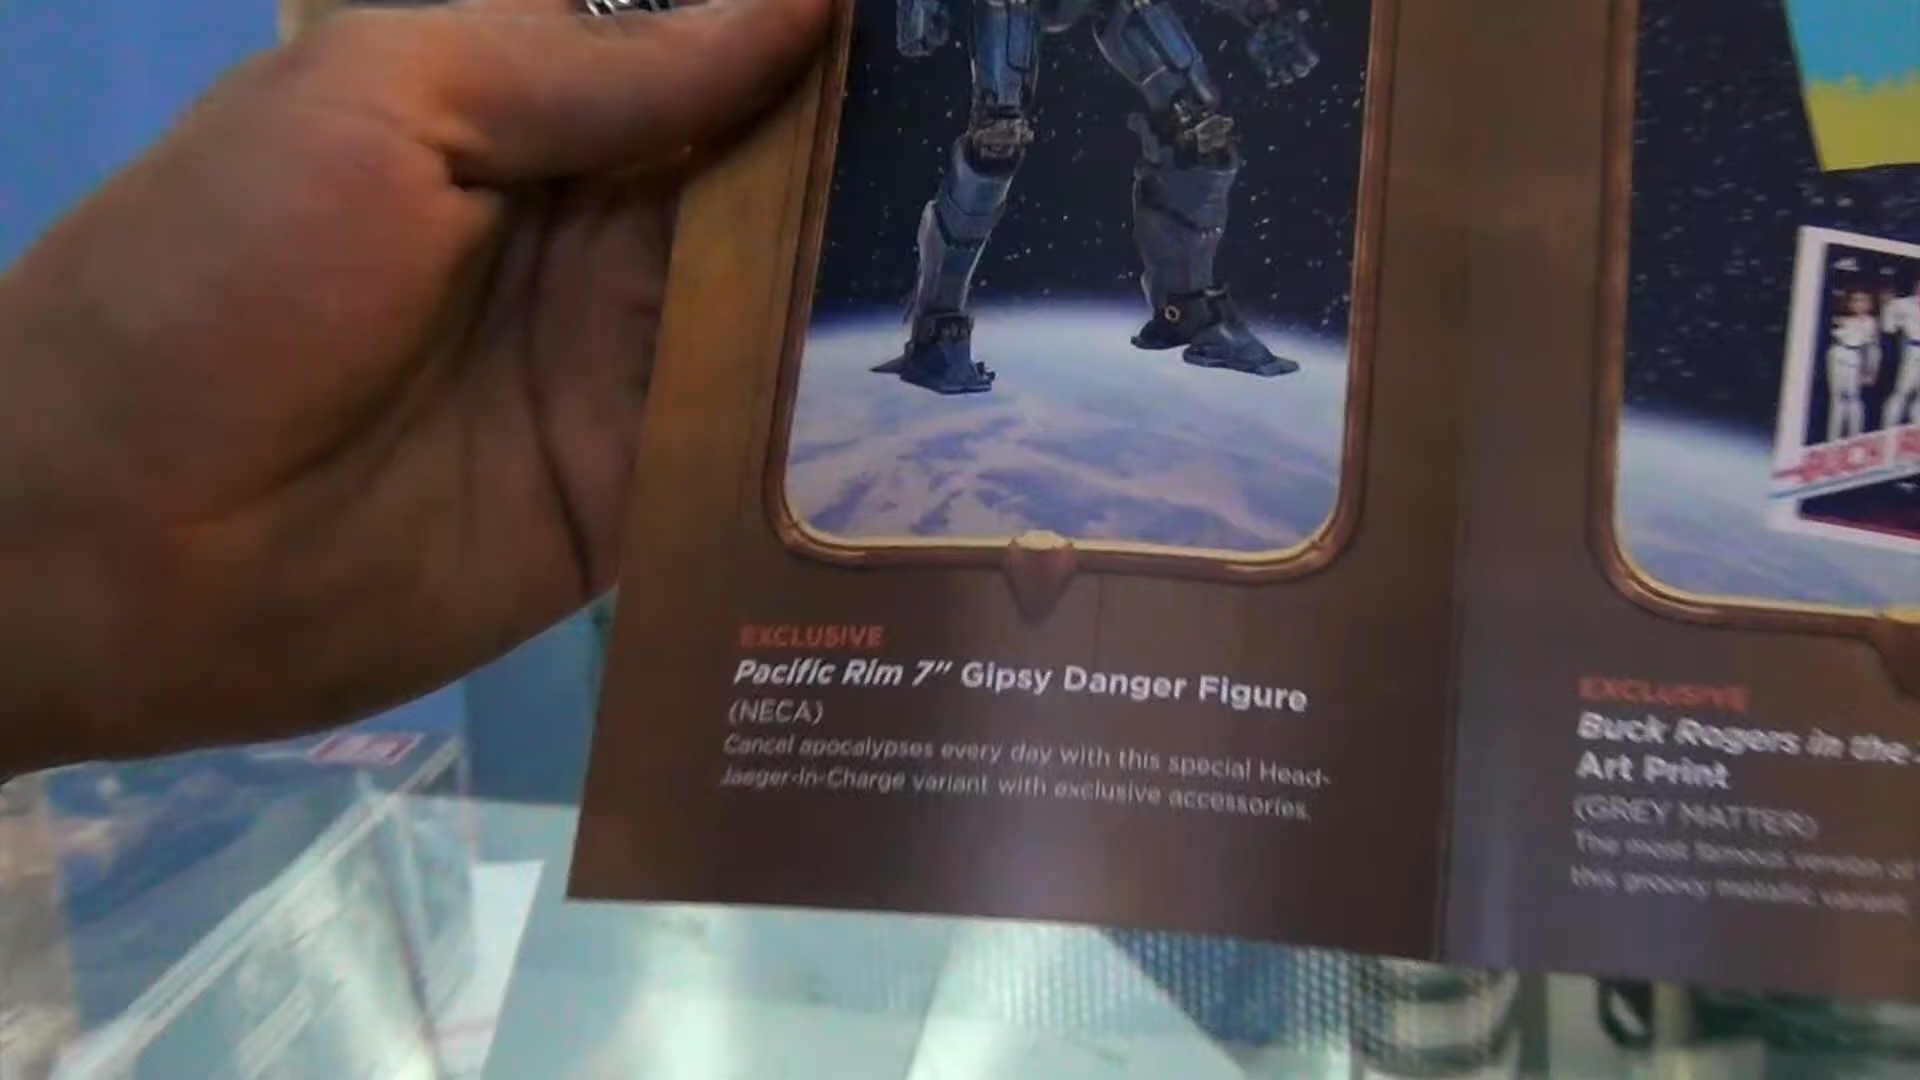 EXCLUSIVE
Pacific Rim 7" Gipsy Danger Figure
(NECA)
Cancel apocalypses every day with this special Head-
Jaeger-In-Charge variant with exclusive accessories.
EXCLUSIVE
Buck Rogers in the
Art Print
(GREY MATTER)
The most famous version of
this groovy metallic variant